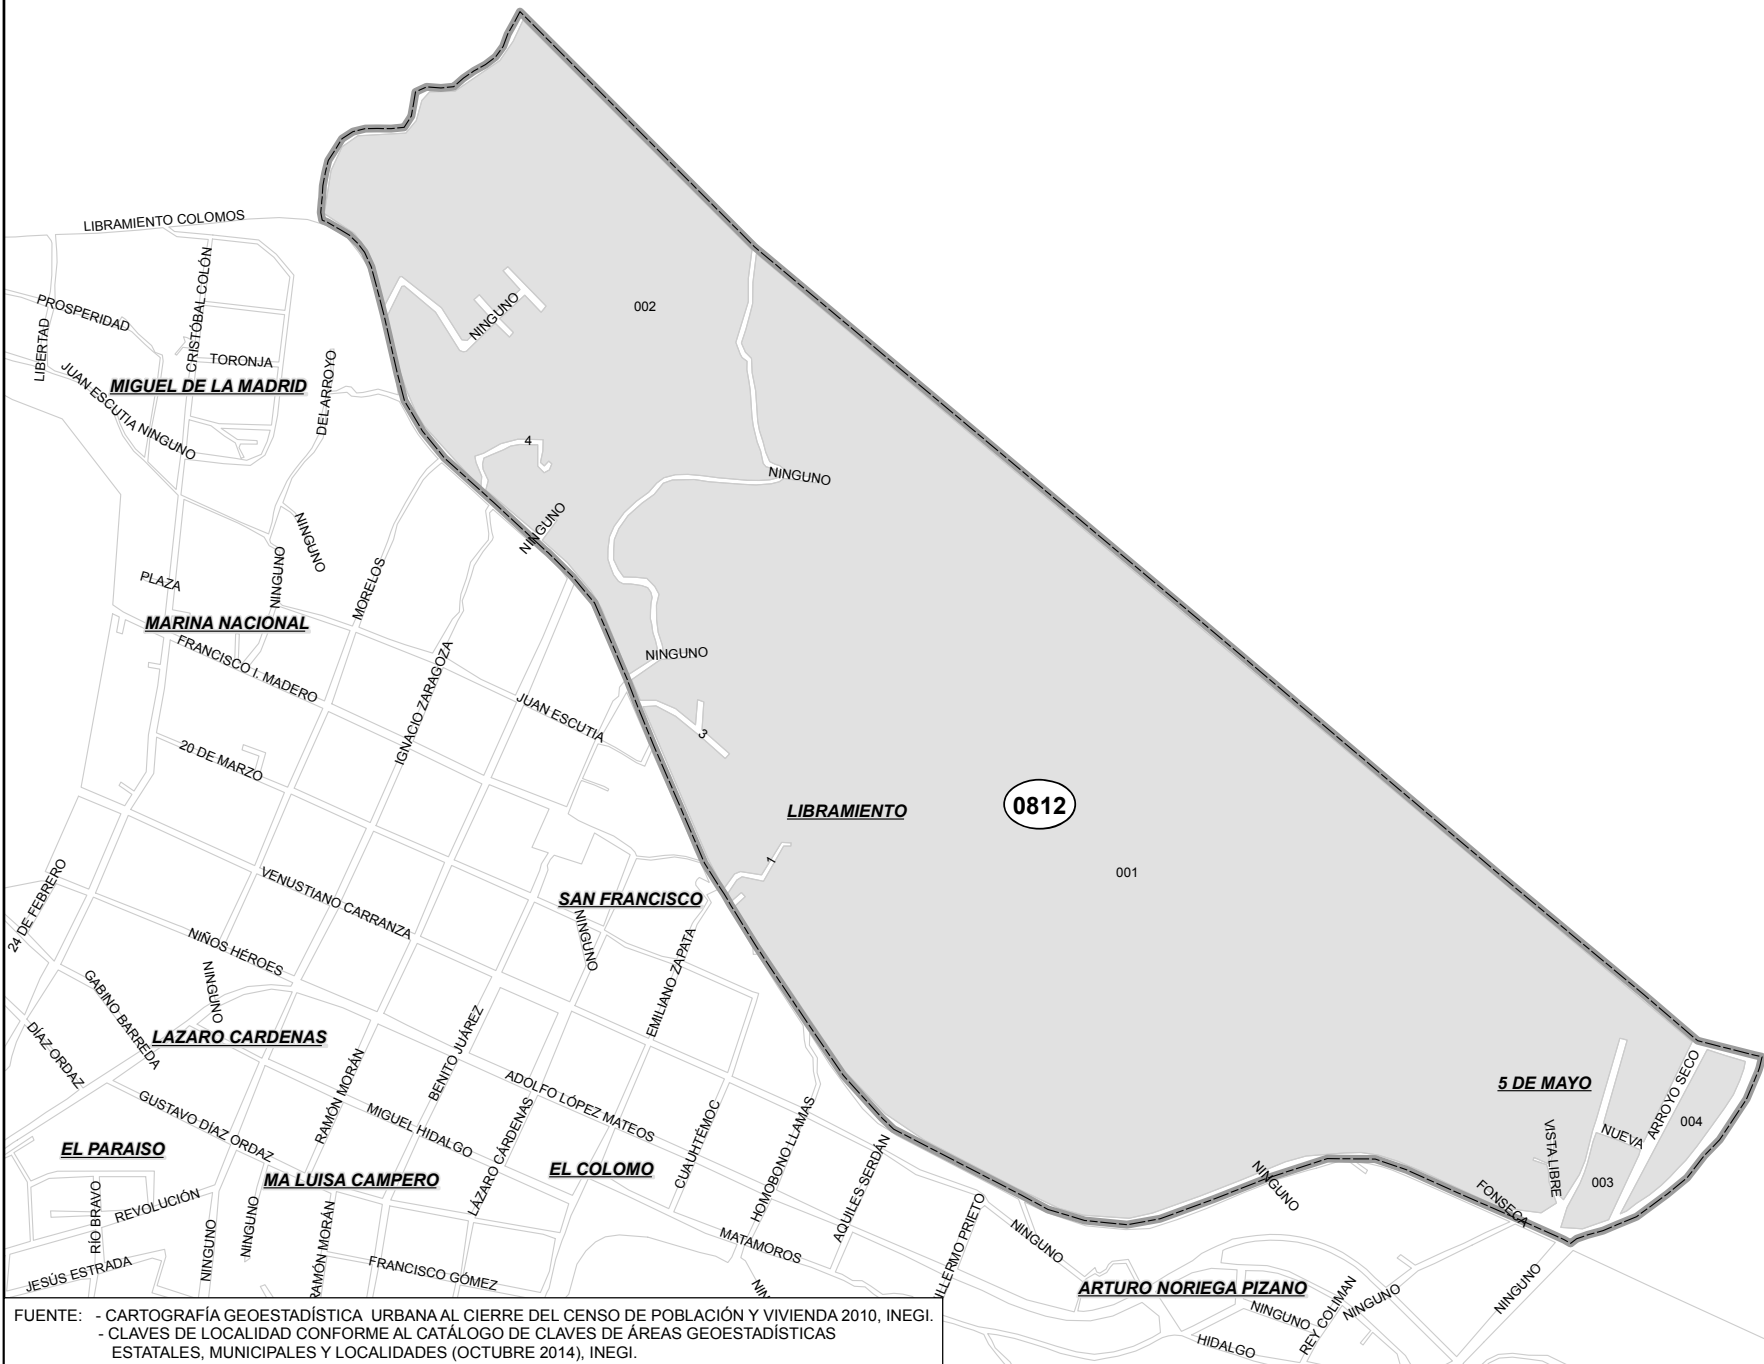 LIBRAMIENTO COLOMOS
CRISTÓBAL COLÓN
PROSPERIDAD
LIBERTAD
TORONJA
JUAN ESCUTIA
NINGUNO
MIGUEL DE LA MADRID
DEL ARROYO
NINGUNO
002
4
NINGUNO
NINGUNO
NINGUNO
NINGUNO
PLAZA
MORELOS
MARINA NACIONAL
FRANCISCO I. MADERO
IGNACIO ZARAGOZA
NINGUNO
JUAN ESCUTIA
3
20 DE MARZO
LIBRAMIENTO
0812
001
1
24 DE FEBRERO
VENUSTIANO CARRANZA
SAN FRANCISCO
NINGUNO
EMILIANO ZAPATA
NIÑOS HÉROES
NINGUNO
GABINO BARREDA
DÍAZ ORDAZ
LAZARO CARDENAS
BENITO JUÁREZ
RAMÓN MORÁN
ADOLFO LÓPEZ MATEOS
GUSTAVO DÍAZ ORDAZ
MIGUEL HIDALGO
LÁZARO CÁRDENAS
CUAUHTÉMOC
HOMOBONO LLAMAS
AQUILES SERDÁN
5 DE MAYO
ARROYO SECO
NUEVA
004
VISTA LIBRE
003
FONSECA
NINGUNO
EL PARAISO
MA LUISA CAMPERO
EL COLOMO
RÍO BRAVO
REVOLUCIÓN
NINGUNO
NINGUNO
RAMÓN MORÁN
FRANCISCO GÓMEZ
JESÚS ESTRADA
MATAMOROS
NINGUNO
ARTURO NORIEGA PIZANO
NINGUNO
REY COLIMAN
NINGUNO
NINGUNO
HIDALGO
FUENTE: - CARTOGRAFÍA GEOESTADÍSTICA URBANA AL CIERRE DEL CENSO DE POBLACIÓN Y VIVIENDA 2010, INEGI.
- CLAVES DE LOCALIDAD CONFORME AL CATÁLOGO DE CLAVES DE ÁREAS GEOESTADÍSTICAS
ESTATALES, MUNICIPALES Y LOCALIDADES (OCTUBRE 2014), INEGI.